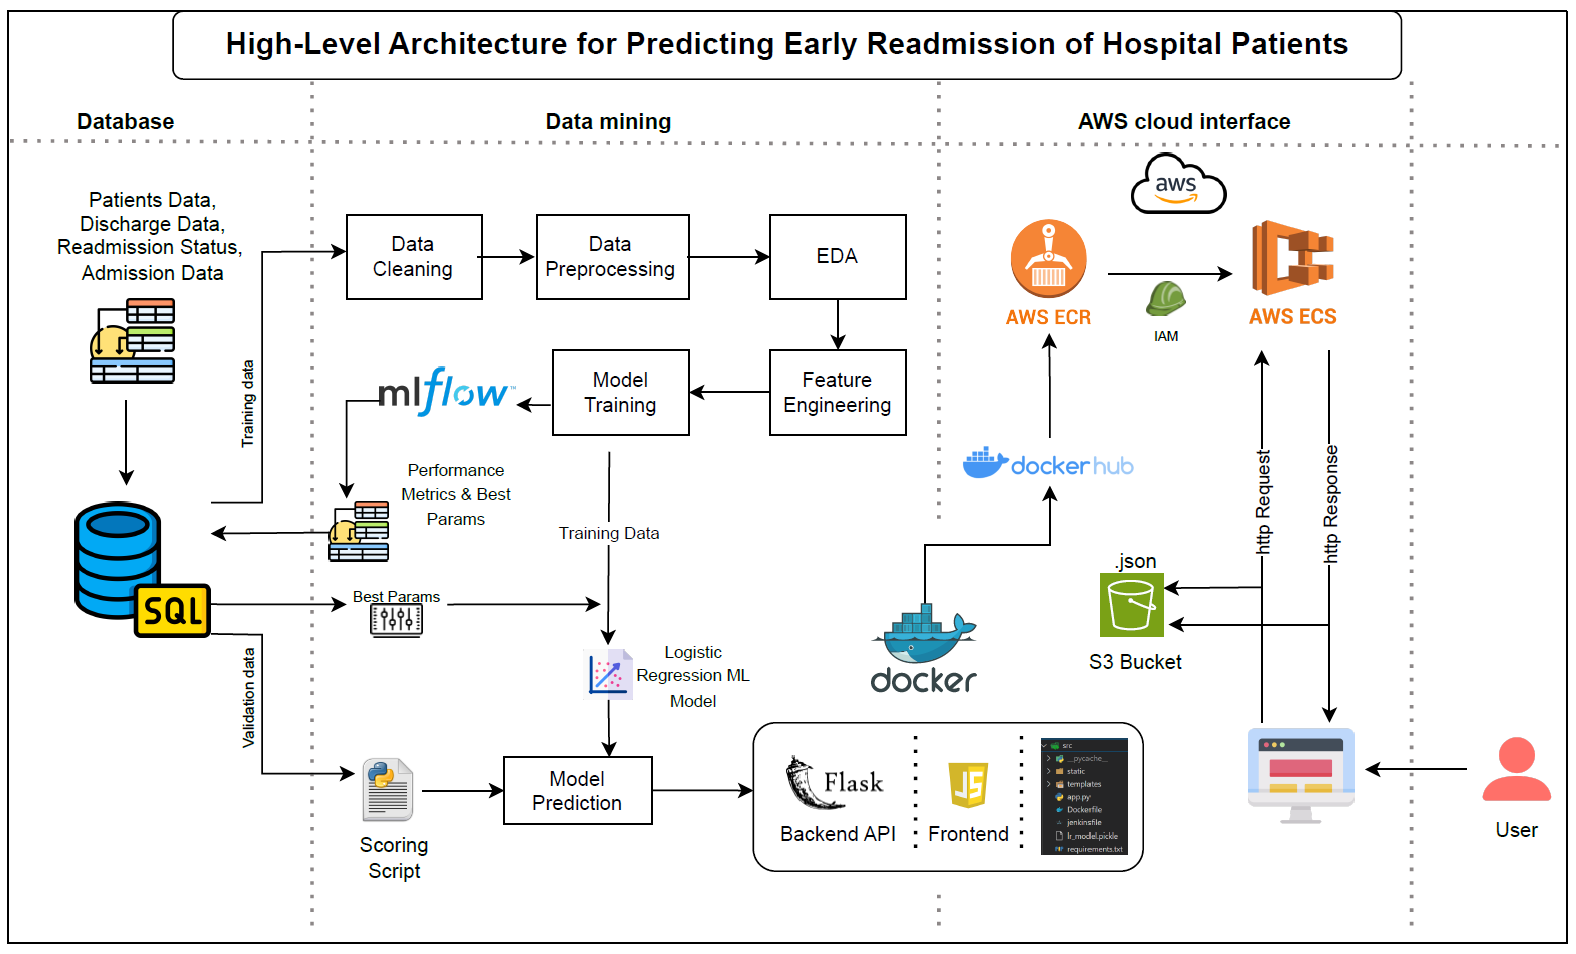 High-Level Architecture for Predicting Early Readmission of Hospital Patients
Database
Data mining
AWS cloud interface
Patients Data,
Discharge Data,
Readmission Status,
Admission Data
Training data
Data
Cleaning
Data
Preprocessing
EDA
Feature
Engineering
Model
Training
mlflow™
Performance
Metrics & Best
Params
Training Data
SQL
Best Params
Validation data
Logistic
Regression ML
Model
Scoring
Script
Model
Prediction
Flask
Backend API
JS
Frontend
src
__pycache__
static
templates
app.py
Dockerfile
jenkinsfile
lr_model.pickle
requirements.txt
docker
dockerhub
aws
AWS ECR
IAM
AWS ECS
http Request
http Response
.json
S3 Bucket
User